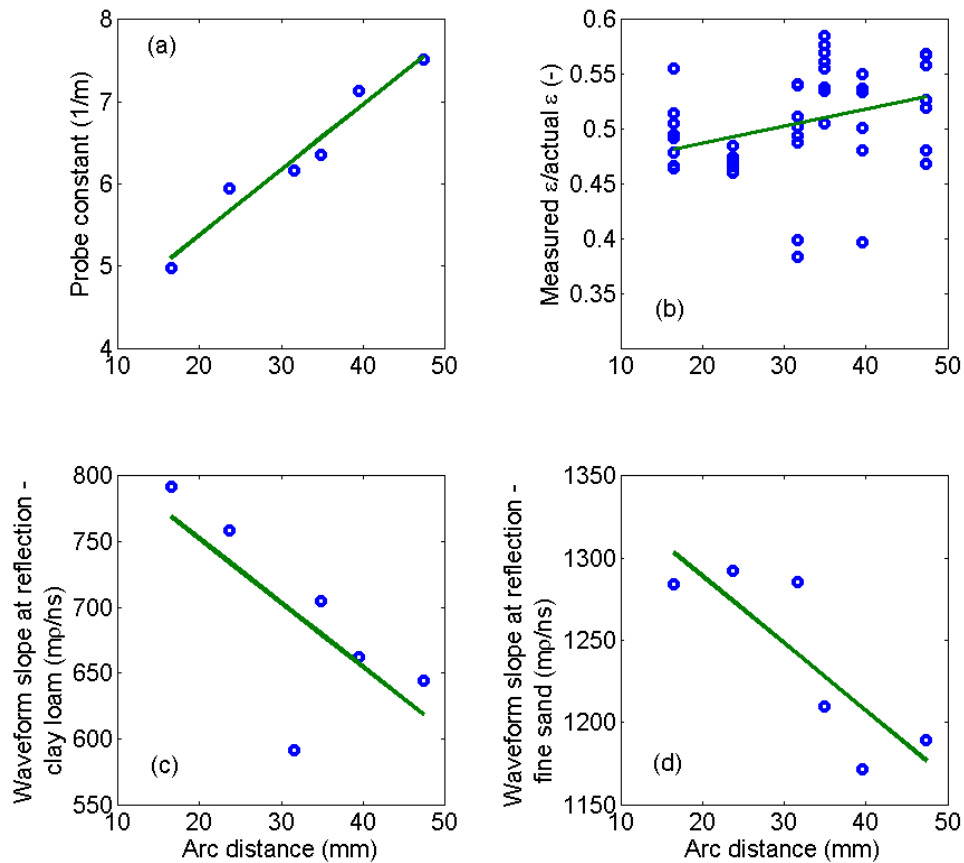 (a)
Probe constant (1/m)
8
7
6
5
4
10 20 30 40 50
(b)
Measured ε/actual ε (-)
0.6
0.55
0.5
0.45
0.4
0.35
10 20 30 40 50
(c)
Waveform slope at reflection -
clay loam (mρ/ns)
800
750
700
650
600
550
10 20 30 40 50
Arc distance (mm)
(d)
Waveform slope at reflection -
fine sand (mρ/ns)
1350
1300
1250
1200
1150
10 20 30 40 50
Arc distance (mm)